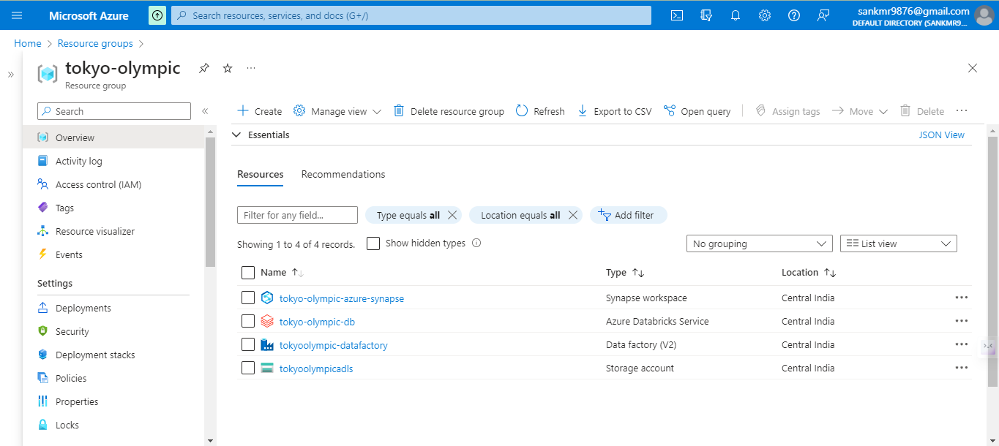 Microsoft Azure
Search resources, services, and docs (G+/)
sankmr9876@gmail.com
DEFAULT DIRECTORY (SANKMR9...
Home > Resource groups >
tokyo-olympic
Resource group
Search
Overview
Activity log
Access control (IAM)
Tags
Resource visualizer
Events
Settings
Deployments
Security
Deployment stacks
Policies
Properties
Locks
Create Manage view Delete resource group Refresh Export to CSV Open query Assign tags Move Delete
Essentials JSON View
Resources Recommendations
Filter for any field... Type equals all Location equals all Add filter
Showing 1 to 4 of 4 records. Show hidden types No grouping List view
Name Type Location
tokyo-olympic-azure-synapse Synapse workspace Central India
tokyo-olympic-db Azure Databricks Service Central India
tokyoolympic-datafactory Data factory (V2) Central India
tokyoolympicadls Storage account Central India